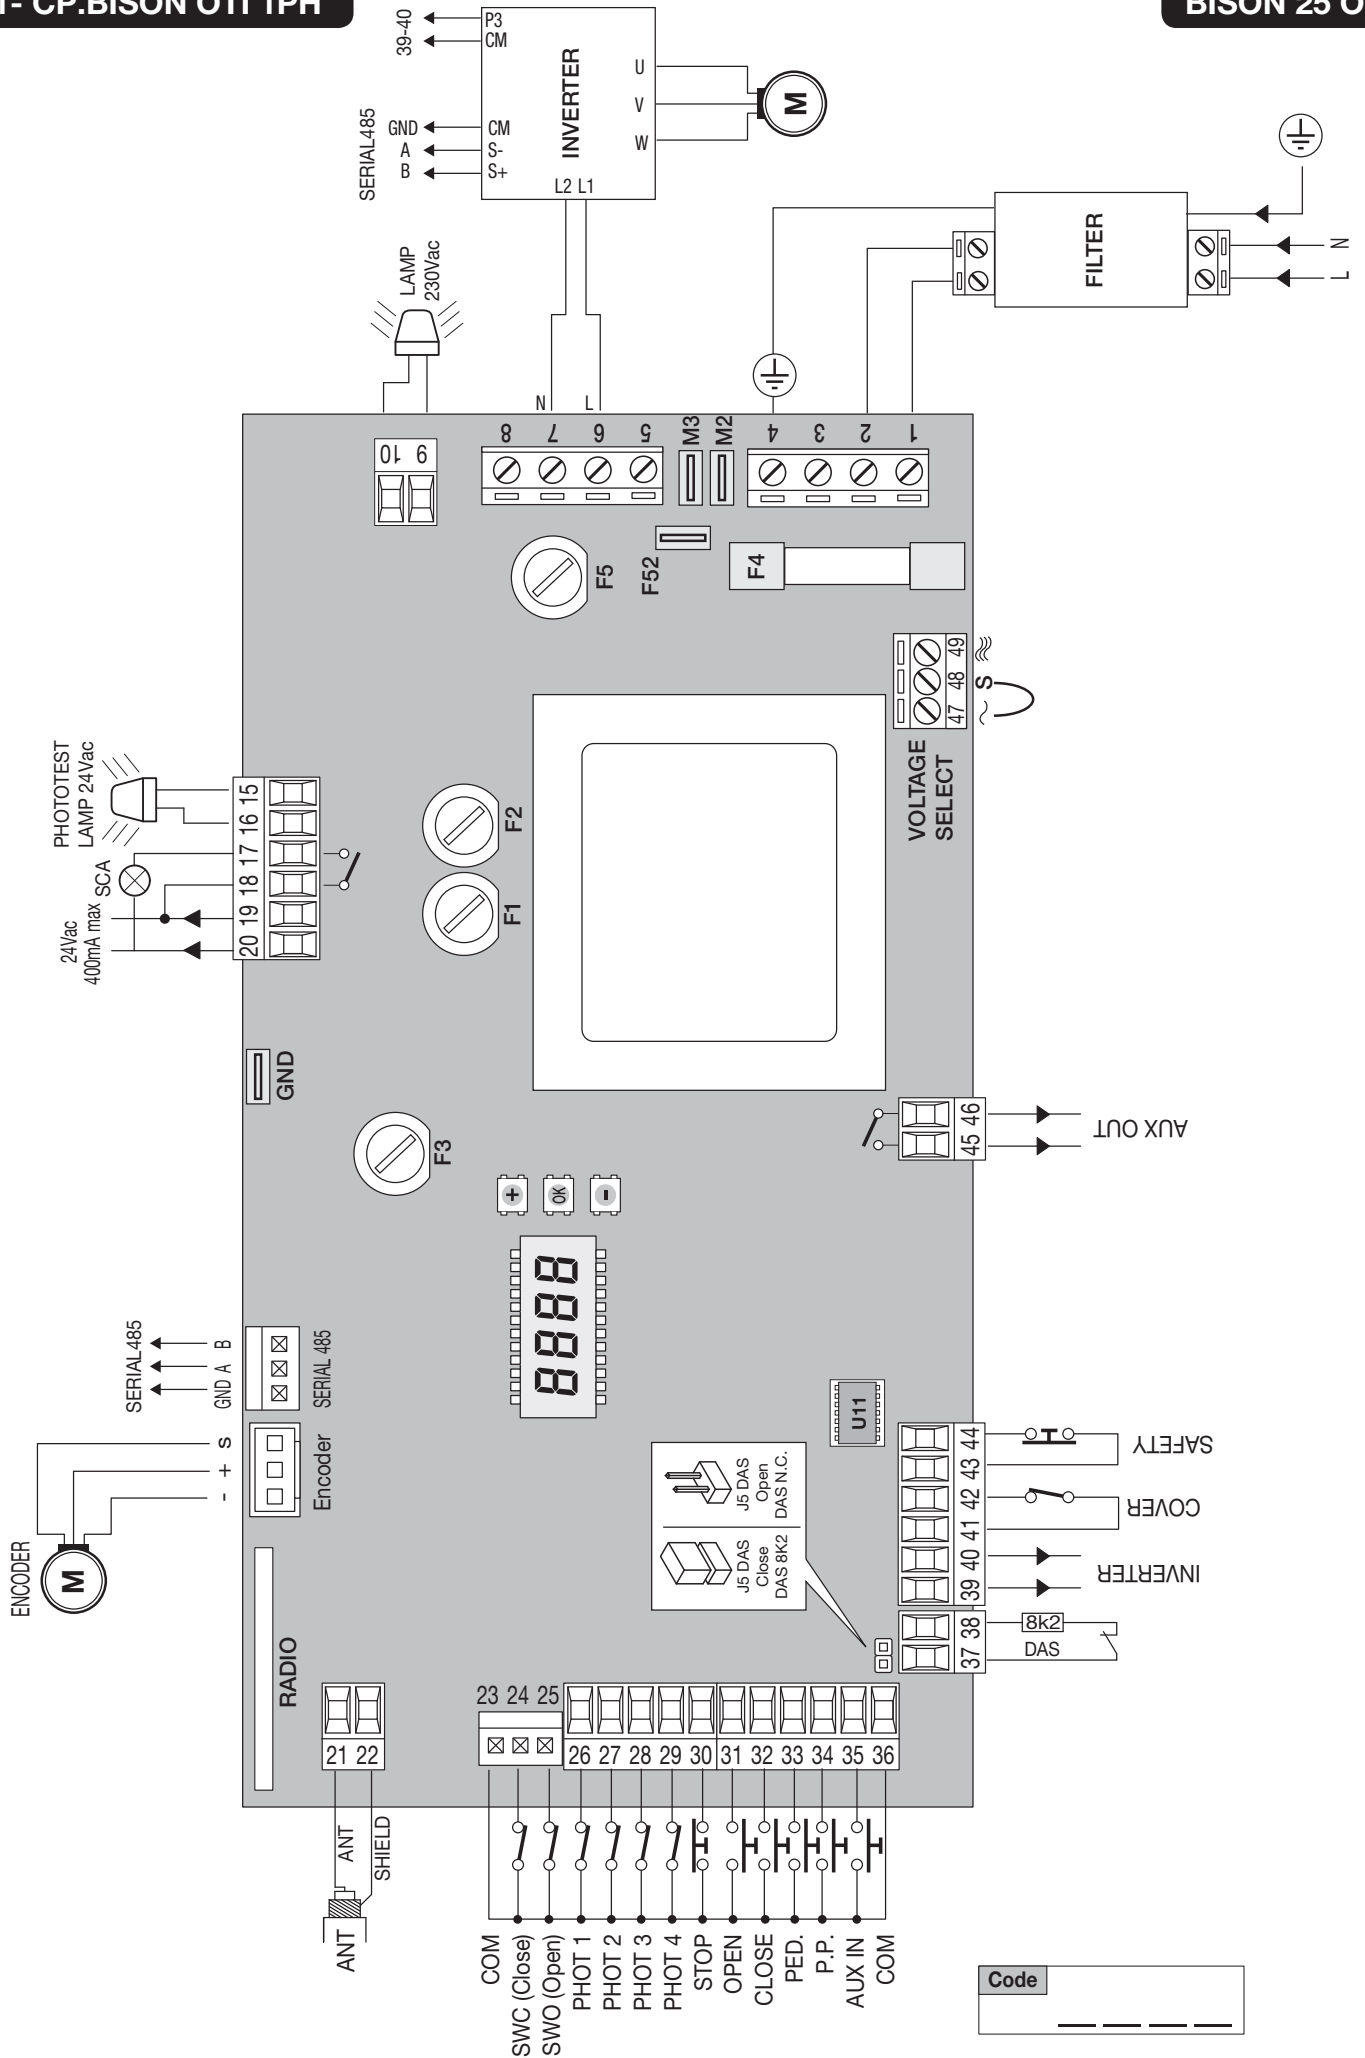 1- CP.BISON OTI 1PH
BISON 25 O
39-40
P3
CM
INVERTER
U
V
W
M
SERIAL485
GND
A
B
CM
S-
S+
L2 L1
LAMP
230Vac
FILTER
N
L
N
L
10 9
8 7 6 5
M3
M2
4 3 2 1
F5
F52
F4
47 48 49
S
VOLTAGE
SELECT
PHOTOTEST
LAMP 24Vac
SCA
24Vac
400mA max
20 19 18 17 16 15
F2
F1
GND
F3
+
OK
-
8888
45 46
AUX OUT
SERIAL485
GND A B
SERIAL 485
ENCODER
M
- + S
Encoder
U11
J5 DAS
Close
DAS 8K2
J5 DAS
Open
DAS N.C.
37 38
39 40 41 42 43 44
SAFETY
COVER
INVERTER
8k2
DAS
RADIO
21 22
ANT
SHIELD
ANT
23 24 25
26 27 28 29 30 31 32 33 34 35 36
COM
SWC (Close)
SWO (Open)
PHOT 1
PHOT 2
PHOT 3
PHOT 4
STOP
OPEN
CLOSE
PED.
P.P.
AUX IN
COM
Code